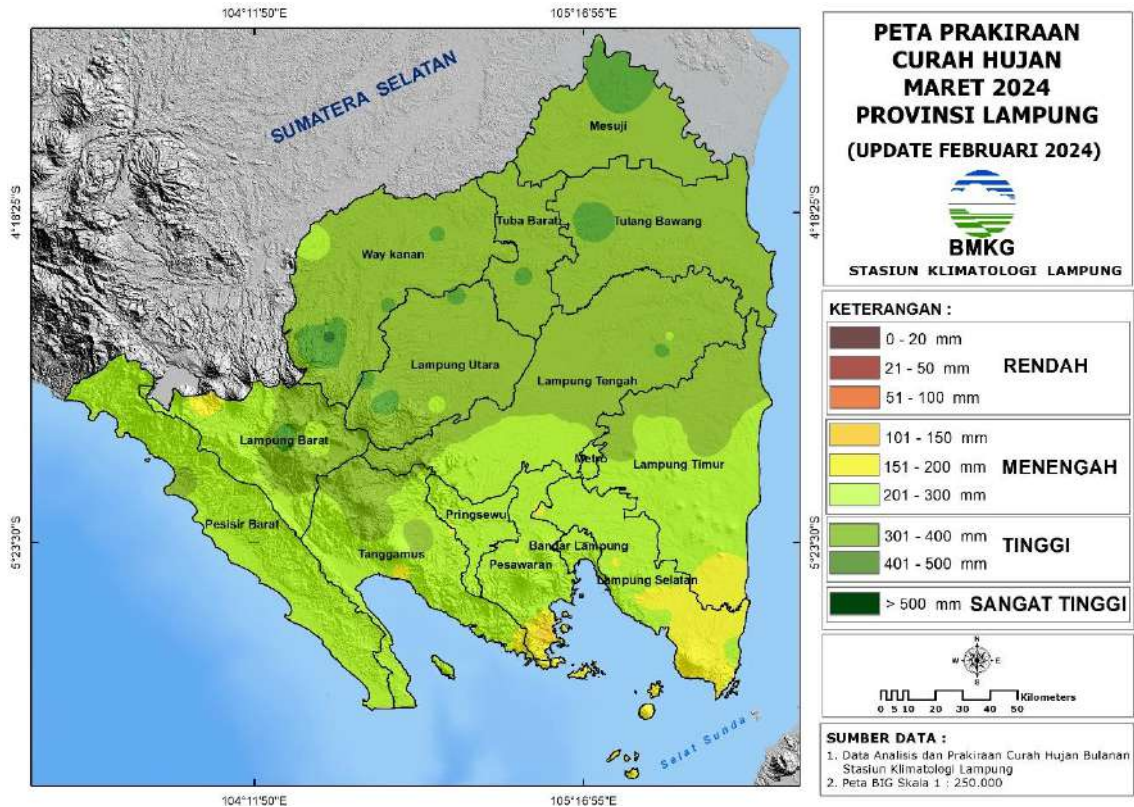 104°11'50"E
105°16'55"E
4°18'25"S
5°23'30"S
SUMATERA SELATAN
Mesuji
Tuba Barat
Tulang Bawang
Way kanan
Lampung Utara
Lampung Tengah
Lampung Barat
Metro
Lampung Timur
Pesisir Barat
Pringsewu
Tanggamus
Bandar Lampung
Pesawaran
Lampung Selatan
Selat Sunda
4°18'25"S
5°23'30"S
104°11'50"E
105°16'55"E
PETA PRAKIRAAN
CURAH HUJAN
MARET 2024
PROVINSI LAMPUNG
(UPDATE FEBRUARI 2024)
BMKG
STASIUN KLIMATOLOGI LAMPUNG
KETERANGAN :
0 - 20 mm
21 - 50 mm
RENDAH
51 - 100 mm
101 - 150 mm
151 - 200 mm
MENENGAH
201 - 300 mm
301 - 400 mm
TINGGI
401 - 500 mm
> 500 mm SANGAT TINGGI
N
W E
S
Kilometers
0 5 10 20 30 40 50
SUMBER DATA :
1. Data Analisis dan Prakiraan Curah Hujan Bulanan
Stasiun Klimatologi Lampung
2. Peta BIG Skala 1 : 250.000